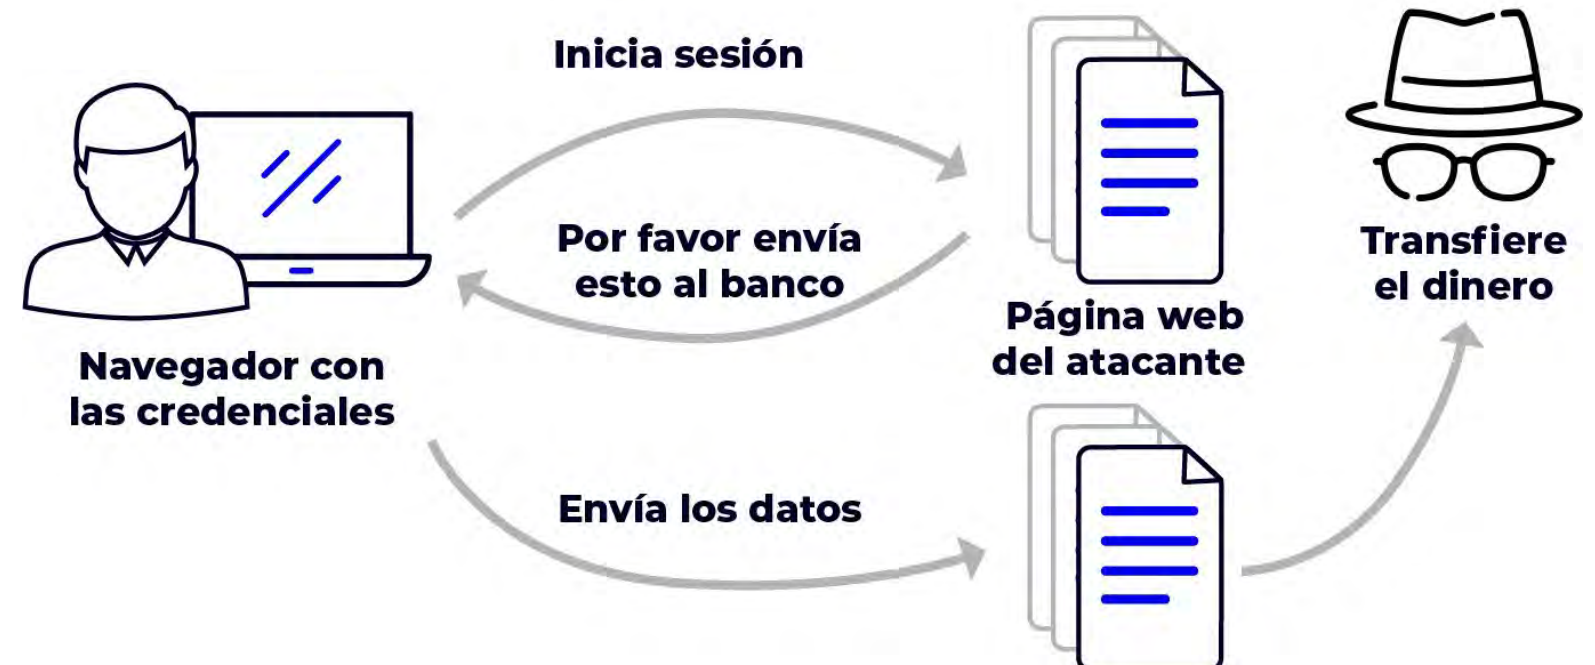 Inicia sesión
Por favor envía
esto al banco
Transfiere
el dinero
Página web
del atacante
Navegador con
las credenciales
Envía los datos